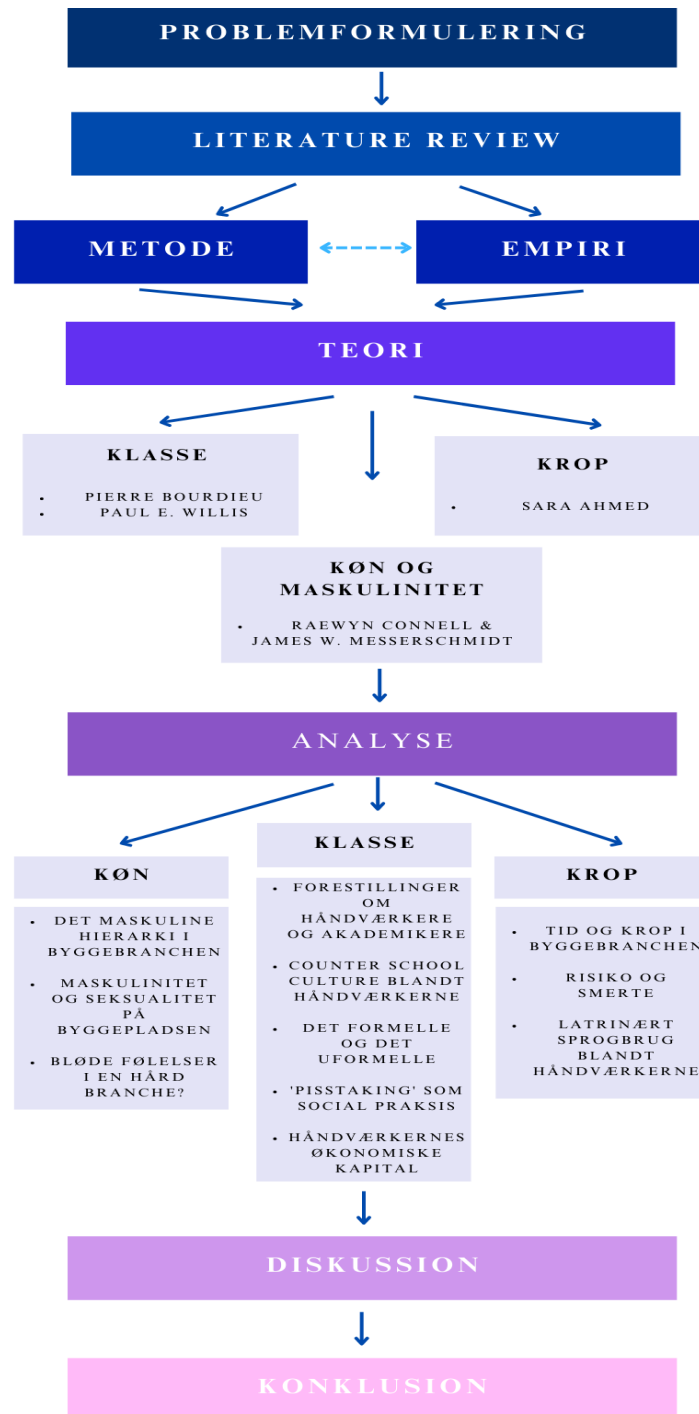 PROBLEMFORMULERING
LITERATURE REVIEW
METODE
EMPIRI
TEORI
KLASSE
• PIERRE BOURDIEU
• PAUL E. WILLIS
KROP
• SARA AHMED
KØN OG
MASKULINITET
• RAEWYN CONNELL &
JAMES W. MESSERSCHMIDT
ANALYSE
KØN
• DET MASKULINE
HIERARKI I
BYGGEBRANCHEN
• MASKULINITET
OG SEKSUALITET
PÅ
BYGGEPLADSEN
• BLØDE FØLELSER
I EN HÅRD
BRANCHE?
KLASSE
• FORESTILLINGER
OM
HÅNDVÆRKERE
OG AKADEMIKERE
• COUNTER SCHOOL
CULTURE BLANDT
HÅNDVÆRKERNE
• DET FORMELLE
OG DET
UFORMELLE
• 'PISSTAKING' SOM
SOCIAL PRAKSIS
• HÅNDVÆRKERNES
ØKONOMISKE
KAPITAL
KROP
• TID OG KROP I
BYGGEBRANCHEN
• RISIKO OG
SMERTE
• LATRINÆRT
SPROGBRUG
BLANDT
HÅNDVÆRKERNE
DISKUSSION
KONKLUSION